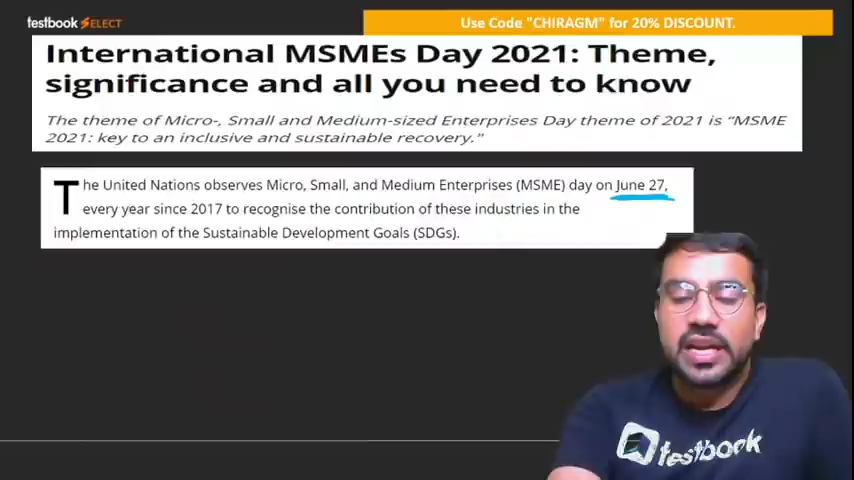 testbook SELECT
Use Code "CHIRAGM" for 20% DISCOUNT.
International MSMEs Day 2021: Theme,
significance and all you need to know
The theme of Micro-, Small and Medium-sized Enterprises Day theme of 2021 is “MSME
2021: key to an inclusive and sustainable recovery.”
The United Nations observes Micro, Small, and Medium Enterprises (MSME) day on June 27,
every year since 2017 to recognise the contribution of these industries in the
implementation of the Sustainable Development Goals (SDGs).
testbook